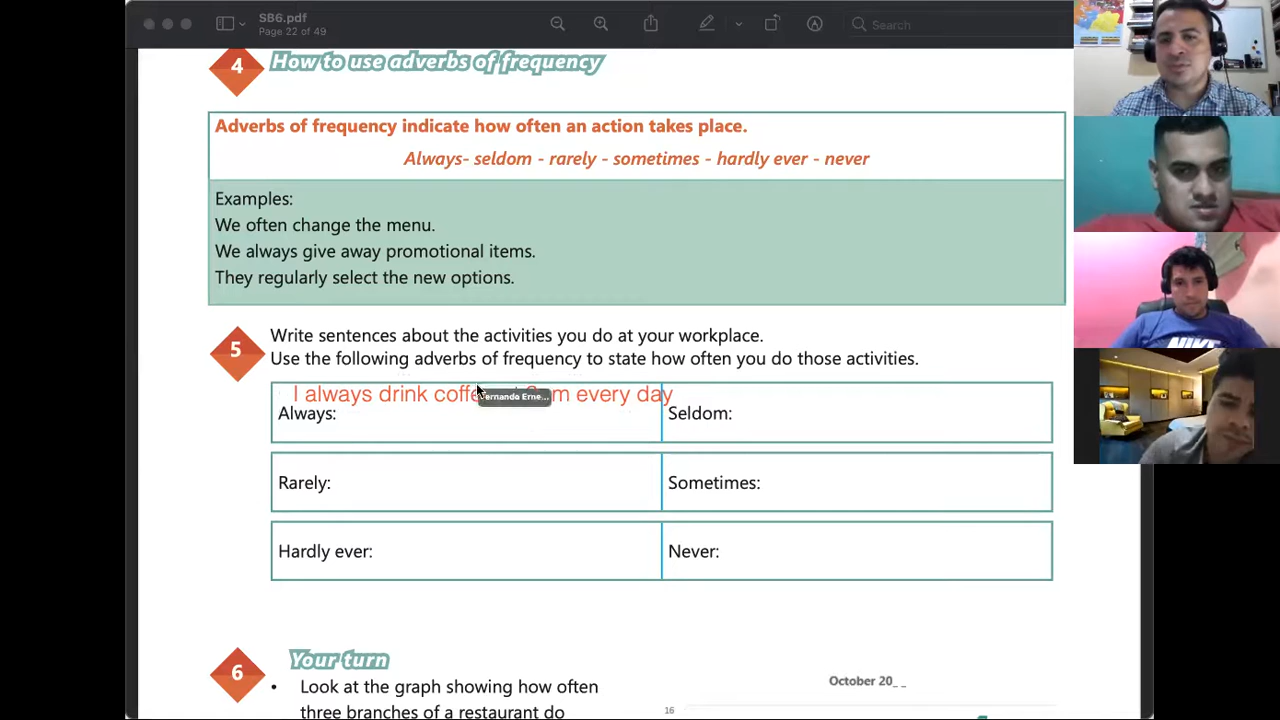 SB6.pdf
Page 22 of 49
Search
4
How to use adverbs of frequency
Adverbs of frequency indicate how often an action takes place.
Always- seldom - rarely - sometimes - hardly ever - never
Examples:
We often change the menu.
We always give away promotional items.
They regularly select the new options.
5
Write sentences about the activities you do at your workplace.
Use the following adverbs of frequency to state how often you do those activities.
I always drink every day
Erne...
Always:
Seldom:
Rarely:
Sometimes:
Hardly ever:
Never:
6
Your turn
• Look at the graph showing how often
three branches of a restaurant do
October 20_ _
16
NIKE